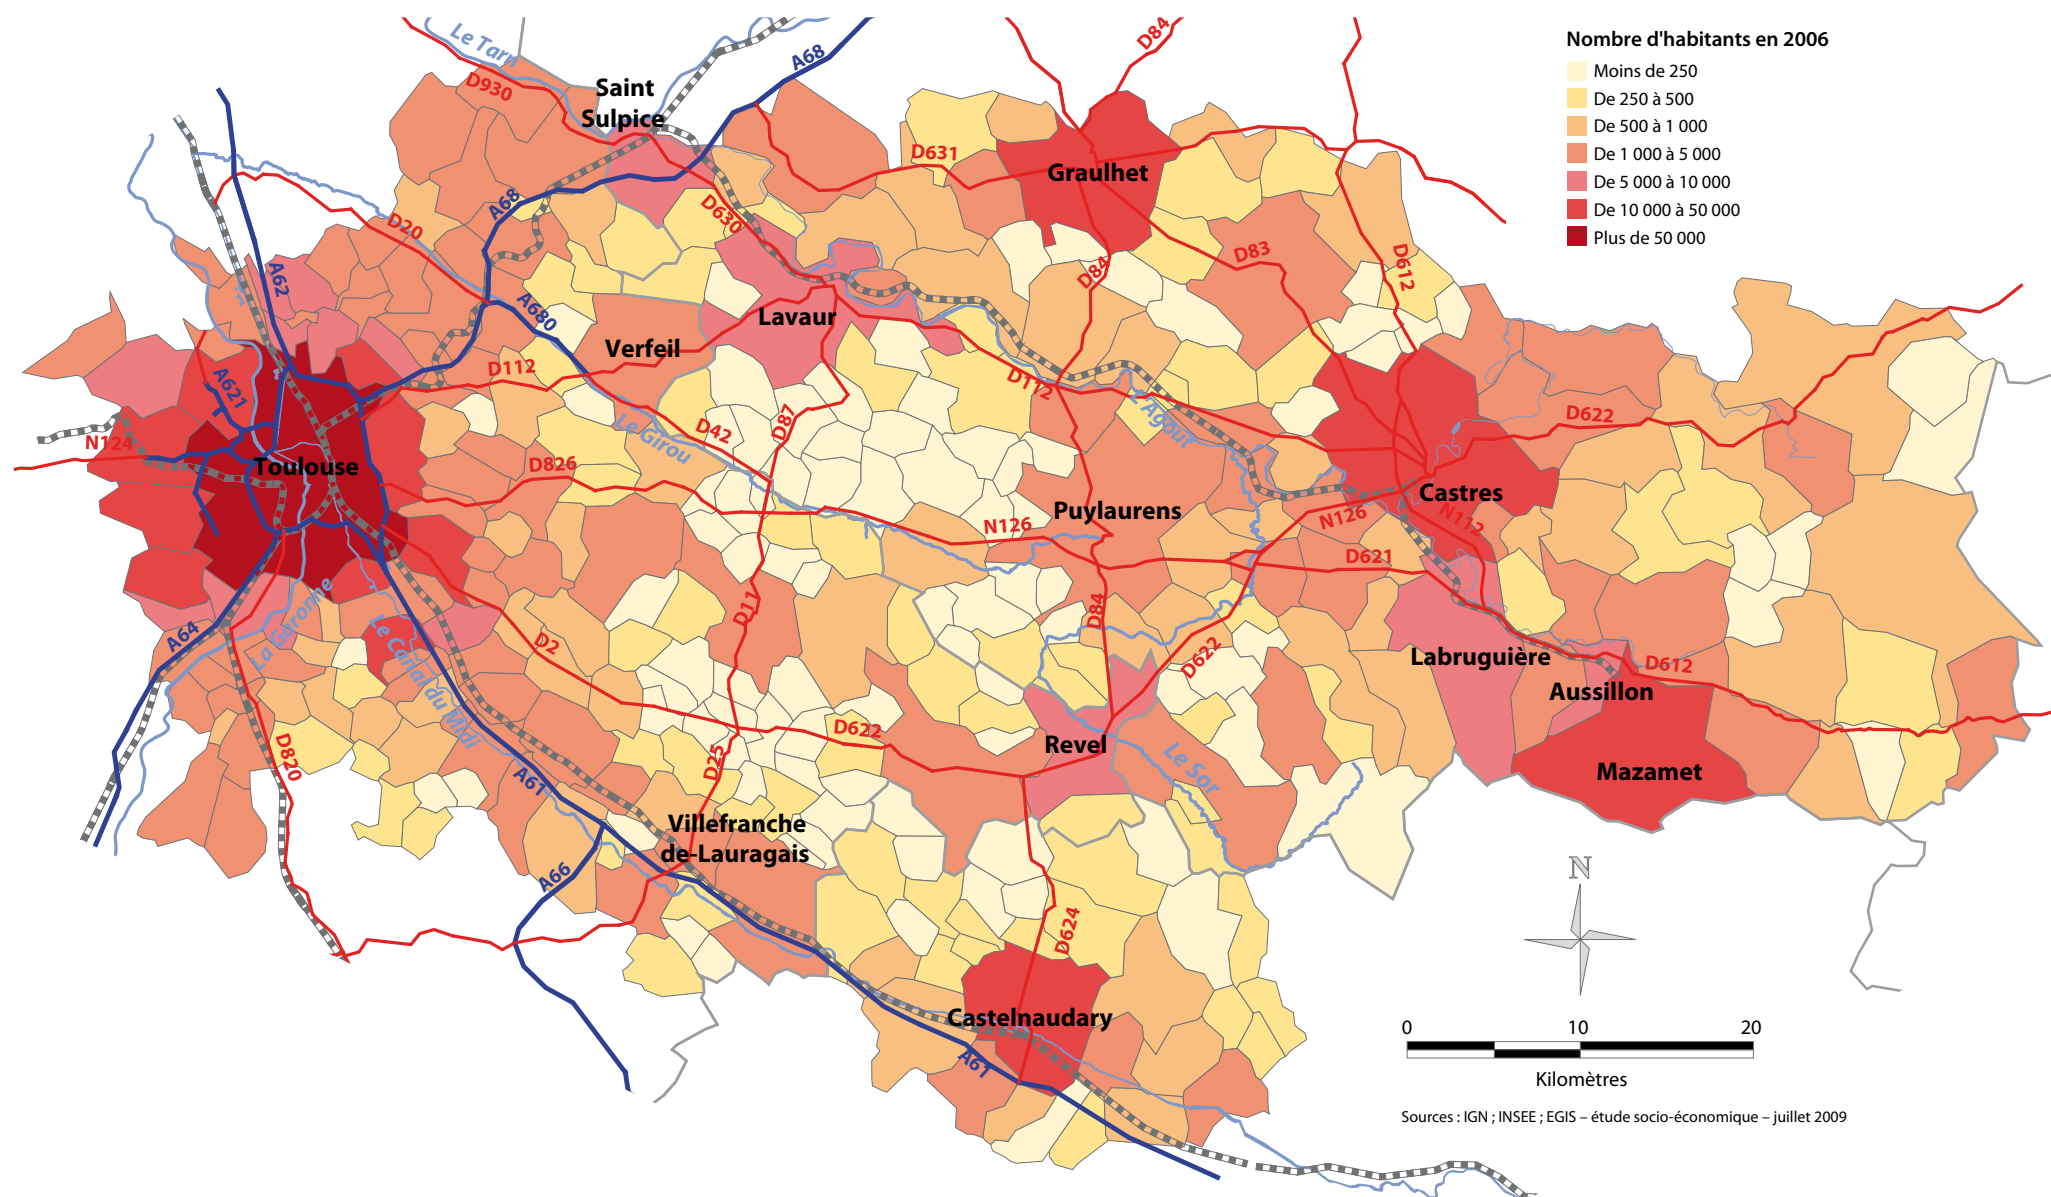 Nombre d'habitants en 2006
Moins de 250
De 250 à 500
De 500 à 1 000
De 1 000 à 5 000
De 5 000 à 10 000
De 10 000 à 50 000
Plus de 50 000
Le Tarn
D930
Saint
Sulpice
A68
D84
D631
Graulhet
A68
D630
D20
A62
D83
D84
D612
A680
Lavaur
Verfeil
D112
A621
D112
D87
L'Agout
D622
N124
Toulouse
D42
Le Girou
D826
Castres
N112
N126
Puylaurens
N126
D621
D11
D84
La Garonne
A64
Le Canal du Midi
D2
D622
Labruguière
D612
Aussillon
D820
D622
Revel
Le Sor
D25
A61
Mazamet
Villefranche
de-Lauragais
A66
N
D624
Castelnaudary
A61
0 10 20
Kilomètres
Sources : IGN ; INSEE ; EGIS – étude socio-économique – juillet 2009